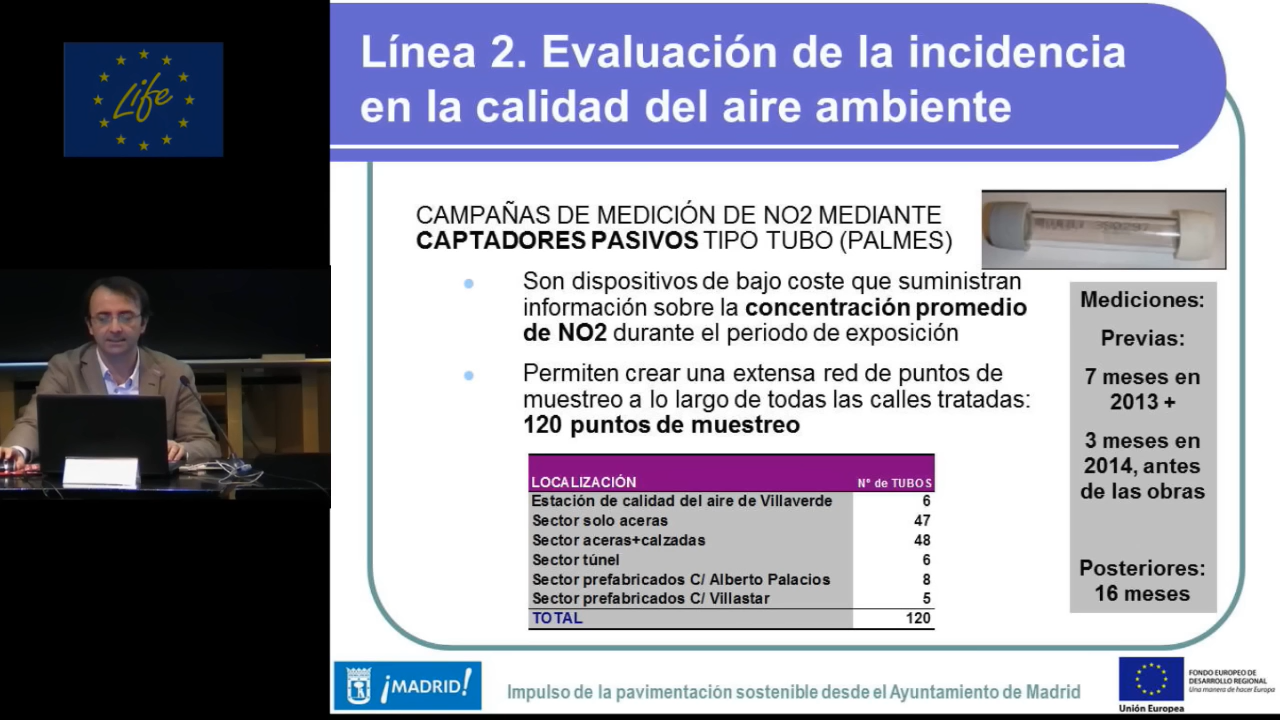 Life
Línea 2. Evaluación de la incidencia
en la calidad del aire ambiente
CAMPAÑAS DE MEDICIÓN DE NO2 MEDIANTE
CAPTADORES PASIVOS TIPO TUBO (PALMES)
Son dispositivos de bajo coste que suministran
información sobre la concentración promedio
de NO2 durante el periodo de exposición
Permiten crear una extensa red de puntos de
muestreo a lo largo de todas las calles tratadas:
120 puntos de muestreo
LOCALIZACIÓN Nº de TUBOS
Estación de calidad del aire de Villaverde 6
Sector solo aceras 47
Sector aceras+calzadas 48
Sector túnel 6
Sector prefabricados C/ Alberto Palacios 8
Sector prefabricados C/ Villastar 5
TOTAL 120
Mediciones:
Previas:
7 meses en
2013 +
3 meses en
2014, antes
de las obras
Posteriores:
16 meses
¡MADRID!
Impulso de la pavimentación sostenible desde el Ayuntamiento de Madrid
Unión Europea
FONDO EUROPEO DE
DESARROLLO REGIONAL
Una manera de hacer Europa